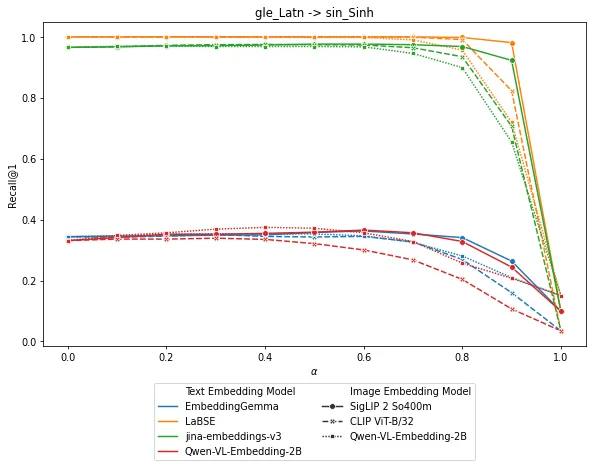 gle_Latn -> sin_Sinh
1.0
0.8
0.6
0.4
0.2
0.0
Recall@1
0.0 0.2 0.4 0.6 0.8 1.0
α
Text Embedding Model Image Embedding Model
EmbeddingGemma SigLIP 2 So400m
LaBSE CLIP ViT-B/32
jina-embeddings-v3 Qwen-VL-Embedding-2B
Qwen-VL-Embedding-2B